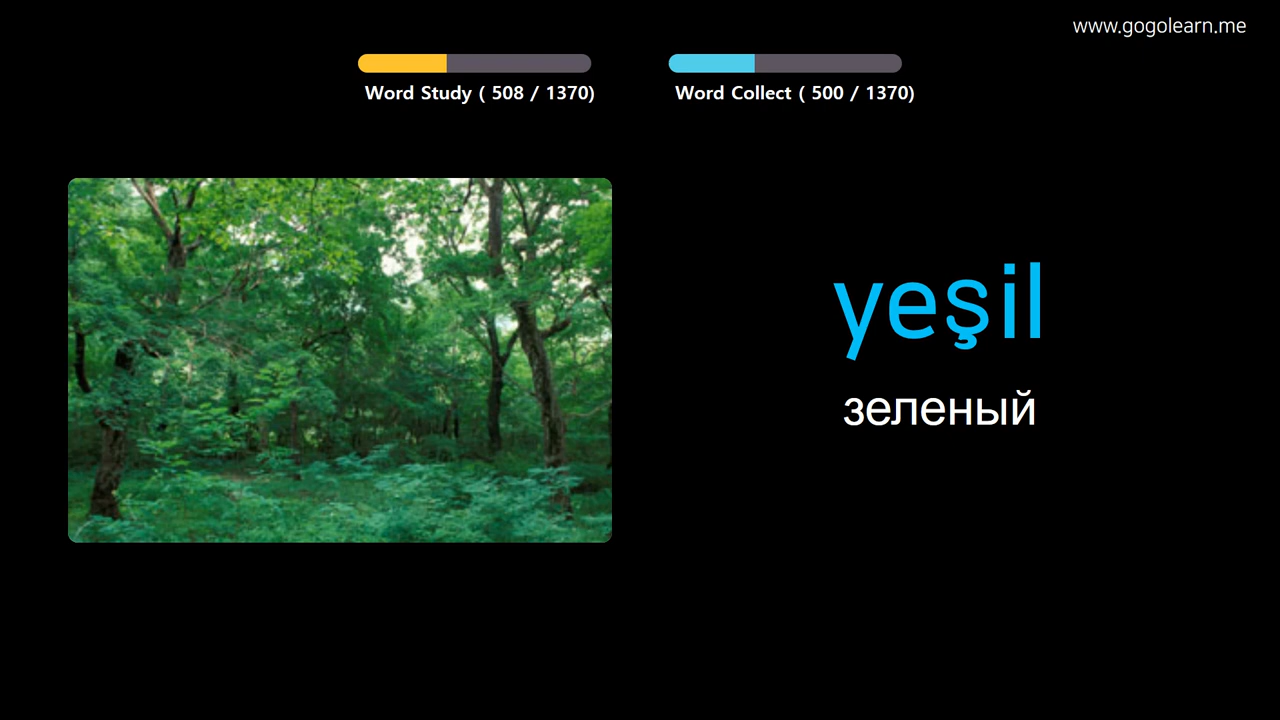 www.gogolearn.me
Word Study ( 508 / 1370)
Word Collect ( 500 / 1370)
yeşil
зеленый